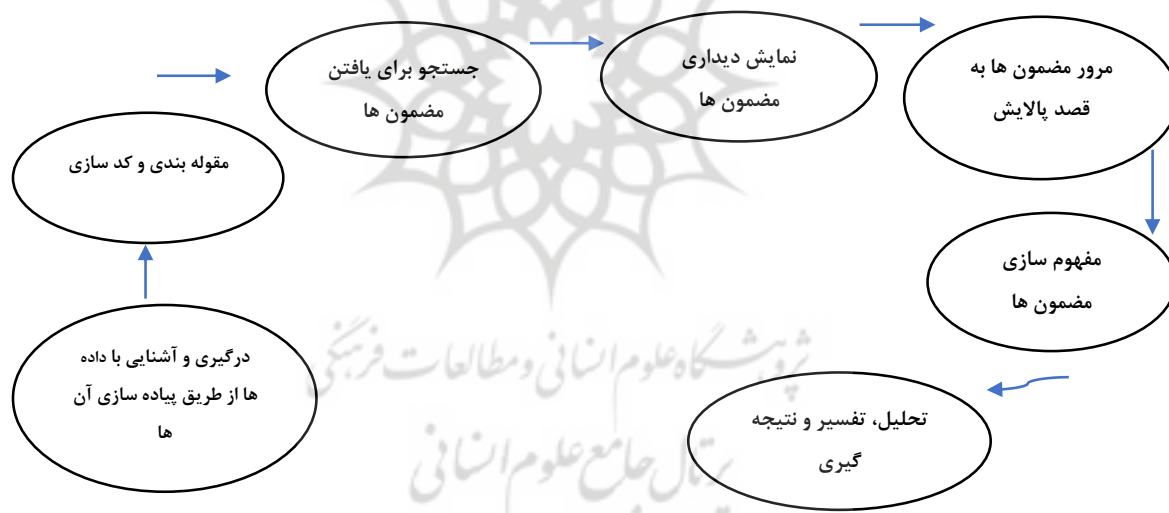 جستجو برای یافتن
مضمون ها
نمایش دیداری
مضمون ها
مرور مضمون ها به
قصد پالایش
مقوله بندی و کد سازی
مفهوم سازی
مضمون ها
درگیری و آشنایی با داده
ها از طریق پیاده سازی آن
ها
تحلیل، تفسیر و نتیجه
گیری
پژوهشگاه علوم انسانی و مطالعات فرهنگی
پرتال جامع علوم انسانی